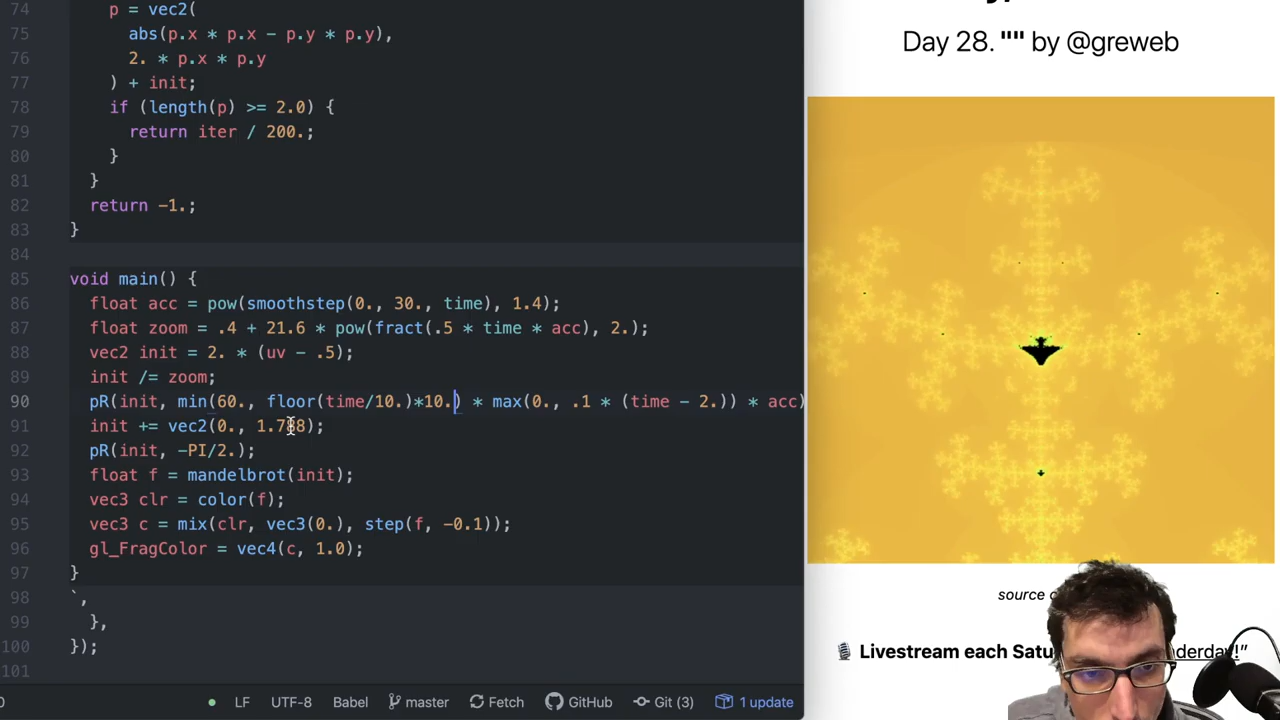 74 p = vec2(
75 abs(p.x * p.x - p.y * p.y),
76 2. * p.x * p.y
77 ) + init;
78 if (length(p) >= 2.0) {
79 return iter / 200.;
80 }
81 }
82 return -1.;
83 }
84
85 void main() {
86 float acc = pow(smoothstep(0., 30., time), 1.4);
87 float zoom = .4 + 21.6 * pow(fract(.5 * time * acc), 2.);
88 vec2 init = 2. * (uv - .5);
89 init /= zoom;
90 pR(init, min(60., floor(time/10.)*10.) * max(0., .1 * (time - 2.)) * acc)
91 init += vec2(0., 1.788);
92 pR(init, -PI/2.);
93 float f = mandelbrot(init);
94 vec3 clr = color(f);
95 vec3 c = mix(clr, vec3(0.), step(f, -0.1));
96 gl_FragColor = vec4(c, 1.0);
97 }
98 `,
99 },
100 });
101
LF UTF-8 Babel master Fetch GitHub Git (3) 1 update
Day 28. "" by @greweb
source
Livestream each Satu derday!”